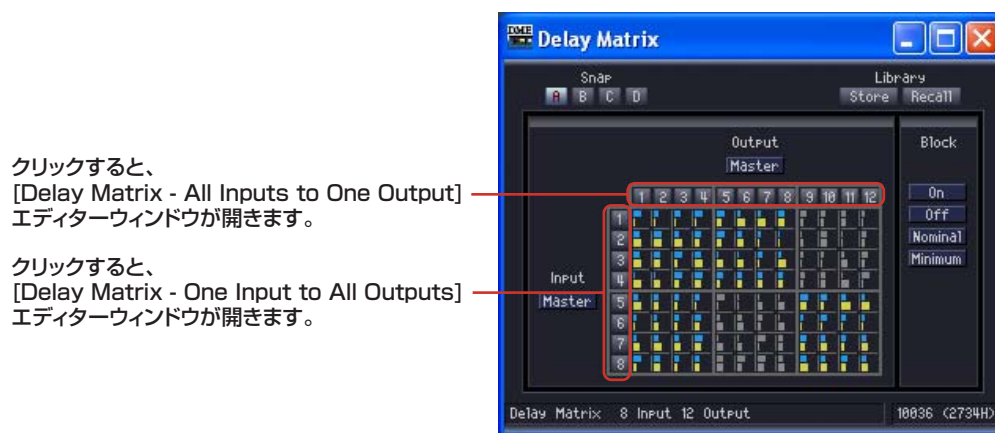 DME Delay Matrix
Snap
A B C D
Library
Store Recall
クリックすると、
[Delay Matrix - All Inputs to One Output]
エディターウィンドウが開きます。
クリックすると、
[Delay Matrix - One Input to All Outputs]
エディターウィンドウが開きます。
Output
Master
1 2 3 4 5 6 7 8 9 10 11 12
Input
Master
1
2
3
4
5
6
7
8
Block
On
Off
Nominal
Minimum
Delay Matrix 8 Input 12 Output
10036 (2734H)